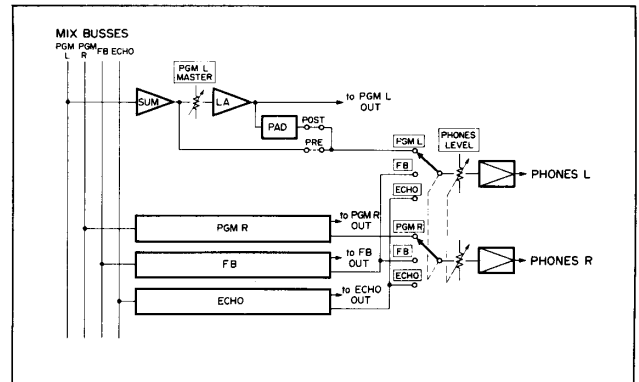 MIX BUSSES
PGM L
PGM R
FB
ECHO
PGM L MASTER
SUM
LA
to PGM L OUT
PAD
POST
PRE
PGM L
FB
ECHO
PHONES LEVEL
PHONES L
PGM R
to PGM R OUT
PGM R
FB
to FB OUT
FB
ECHO
to ECHO OUT
ECHO
PHONES R